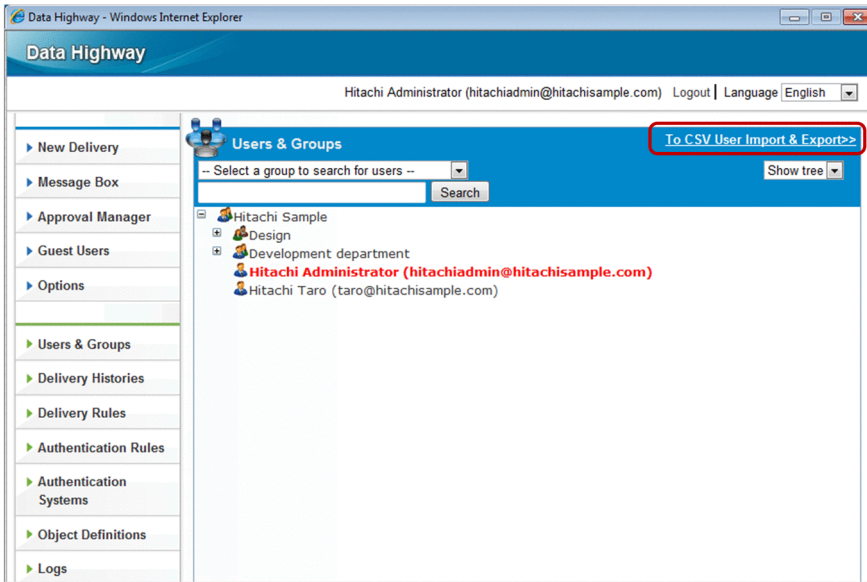 Data Highway - Windows Internet Explorer
Data Highway
Hitachi Administrator (hitachiadmin@hitachisample.com) Logout Language English
New Delivery
Message Box
Approval Manager
Guest Users
Options
Users & Groups
Delivery Histories
Delivery Rules
Authentication Rules
Authentication
Systems
Object Definitions
Logs
Users & Groups
To CSV User Import & Export>>
-- Select a group to search for users --
Show tree
Search
Hitachi Sample
Design
Development department
Hitachi Administrator (hitachiadmin@hitachisample.com)
Hitachi Taro (taro@hitachisample.com)